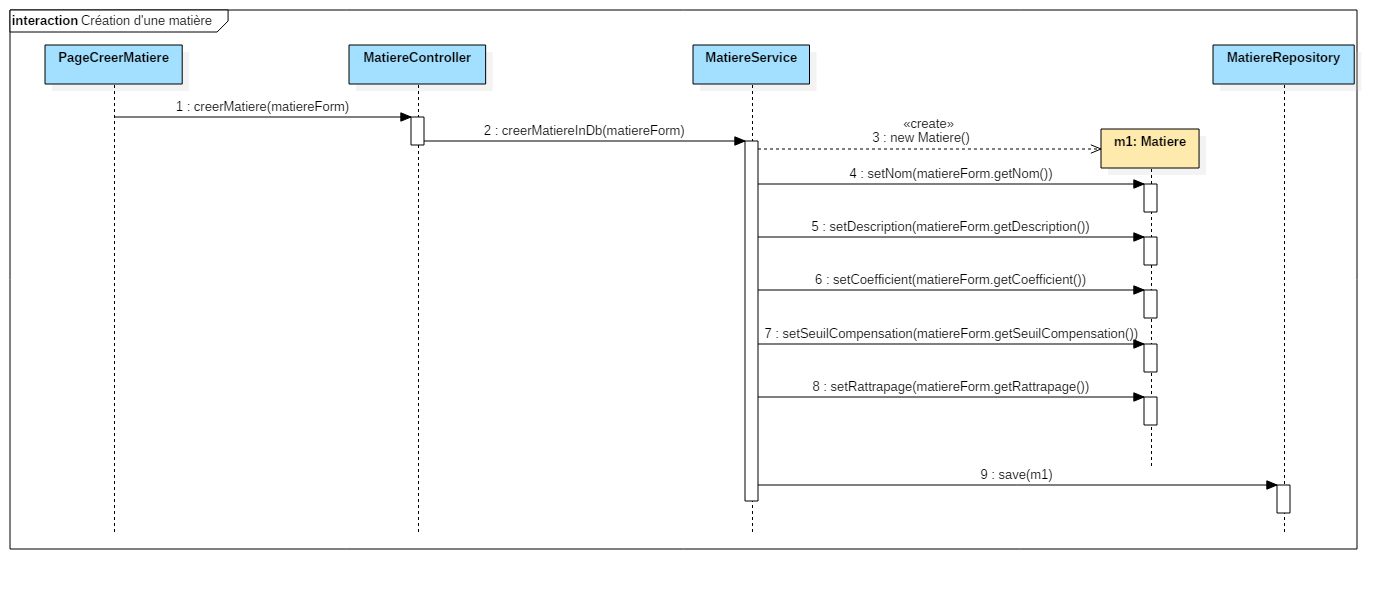 interaction Création d'une matière
PageCreerMatiere
MatiereController
MatiereService
MatiereRepository
1 : creerMatiere(matiereForm)
2 : creerMatiereInDb(matiereForm)
«create»
3 : new Matiere()
m1: Matiere
4 : setNom(matiereForm.getNom())
5 : setDescription(matiereForm.getDescription())
6 : setCoefficient(matiereForm.getCoefficient())
7 : setSeuilCompensation(matiereForm.getSeuilCompensation())
8 : setRattrapage(matiereForm.getRattrapage())
9 : save(m1)